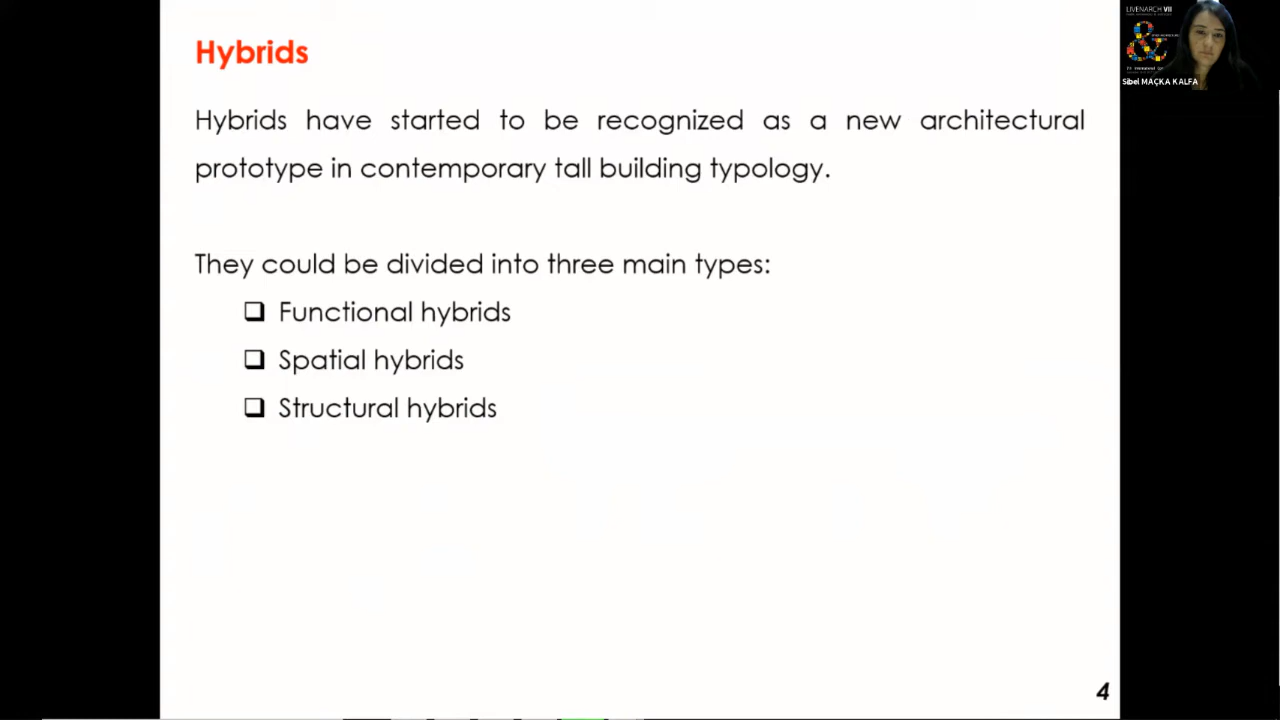 Hybrids
Hybrids have started to be recognized as a new architectural
prototype in contemporary tall building typology.
They could be divided into three main types:
Functional hybrids
Spatial hybrids
Structural hybrids
4
LIVENARCH VII
&
Sibel MAÇKA KALFA